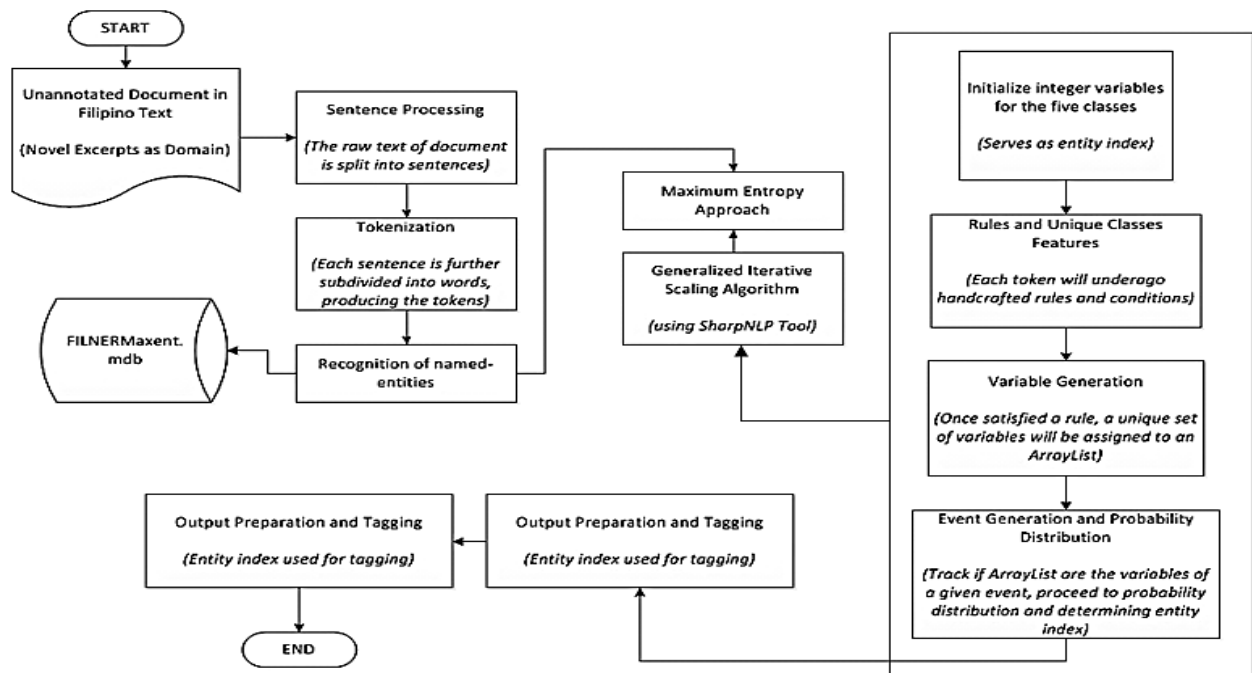 START
Unannotated Document in
Filipino Text
(Novel Excerpts as Domain)
Sentence Processing
(The raw text of document
is split into sentences)
Tokenization
(Each sentence is further
subdivided into words,
producing the tokens)
Recognition of named-
entities
FILNERMaxent.
mdb
Maximum Entropy
Approach
Generalized Iterative
Scaling Algorithm
(using SharpNLP Tool)
Initialize integer variables
for the five classes
(Serves as entity index)
Rules and Unique Classes
Features
(Each token will undergo
handcrafted rules and conditions)
Variable Generation
(Once satisfied a rule, a unique set
of variables will be assigned to an
ArrayList)
Event Generation and Probability
Distribution
(Track if ArrayList are the variables of
a given event, proceed to probability
distribution and determining entity
index)
Output Preparation and Tagging
(Entity index used for tagging)
Output Preparation and Tagging
(Entity index used for tagging)
END